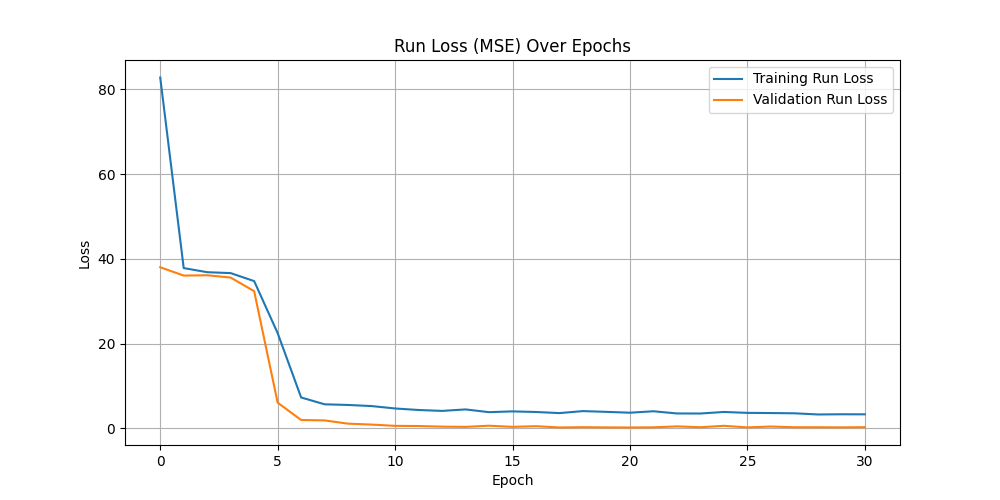 Run Loss (MSE) Over Epochs
Training Run Loss
Validation Run Loss
Loss
80
60
40
20
0
0 5 10 15 20 25 30
Epoch